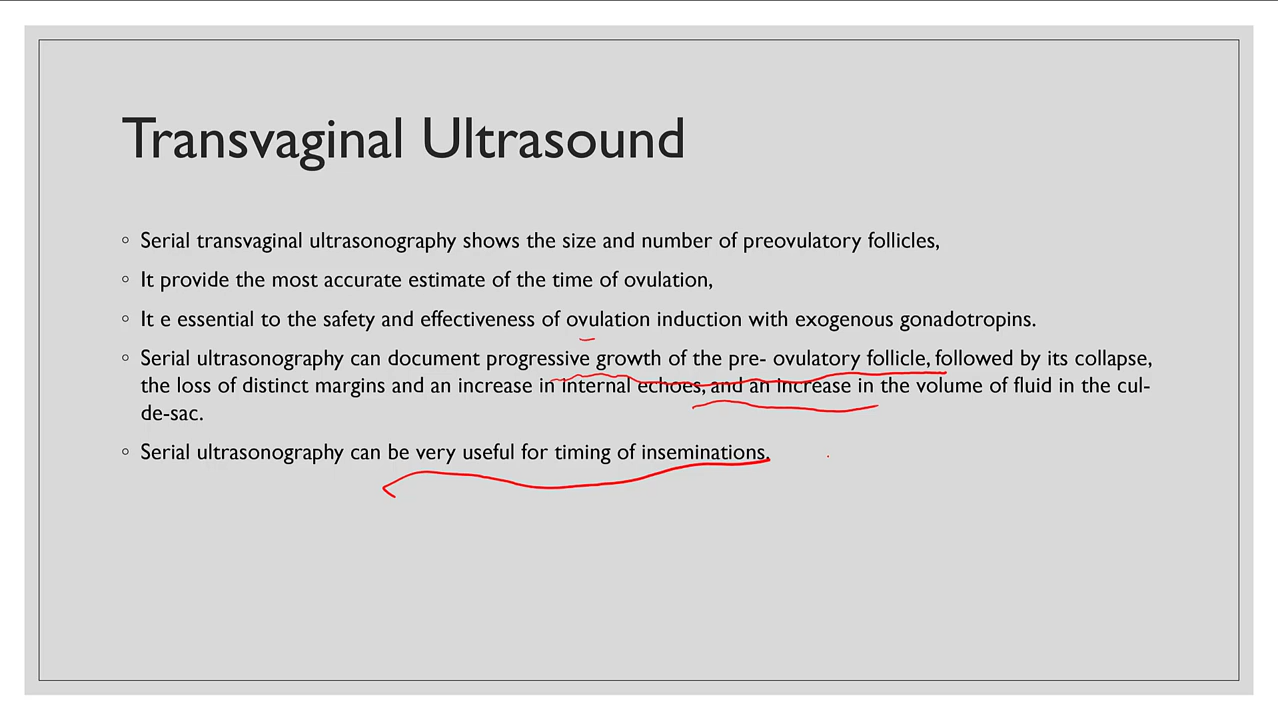 Transvaginal Ultrasound
◦ Serial transvaginal ultrasonography shows the size and number of preovulatory follicles,
◦ It provide the most accurate estimate of the time of ovulation,
◦ It e essential to the safety and effectiveness of ovulation induction with exogenous gonadotropins.
◦ Serial ultrasonography can document progressive growth of the pre- ovulatory follicle, followed by its collapse,
the loss of distinct margins and an increase in internal echoes, and an increase in the volume of fluid in the cul-
de-sac.
◦ Serial ultrasonography can be very useful for timing of inseminations.